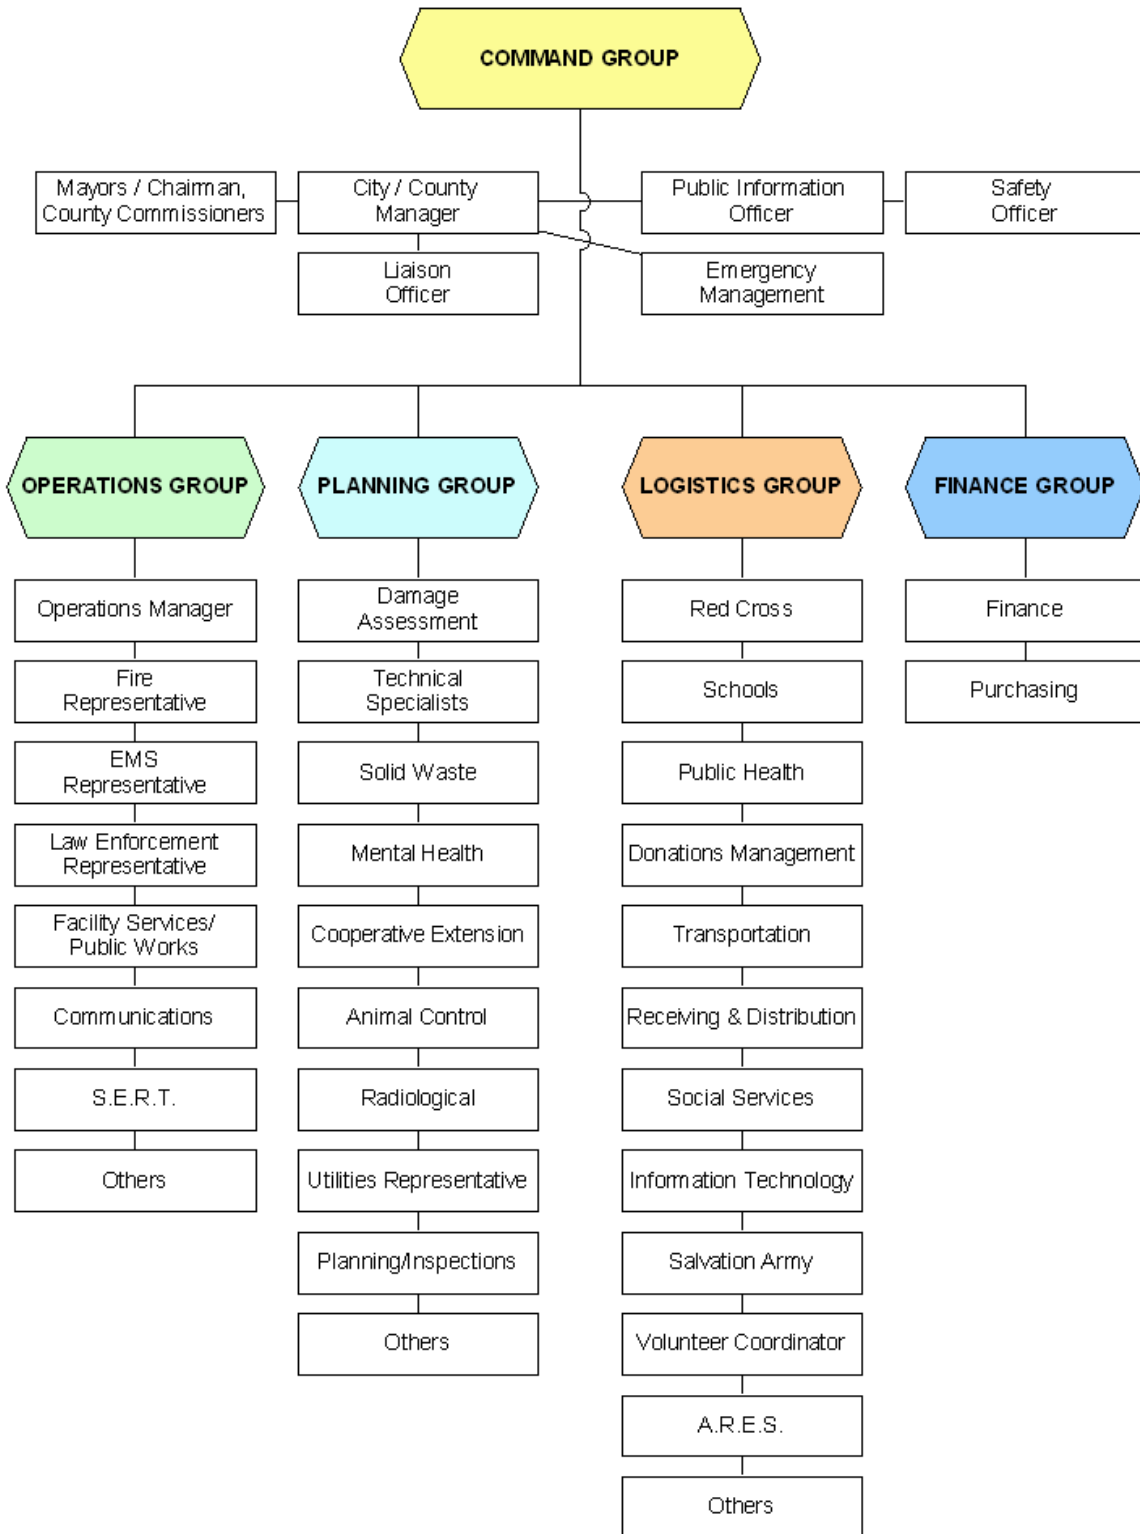 COMMAND GROUP
Mayors / Chairman,
County Commissioners
City / County
Manager
Public Information
Officer
Safety
Officer
Liaison
Officer
Emergency
Management
OPERATIONS GROUP
PLANNING GROUP
LOGISTICS GROUP
FINANCE GROUP
Operations Manager
Fire
Representative
EMS
Representative
Law Enforcement
Representative
Facility Services/
Public Works
Communications
S.E.R.T.
Others
Damage
Assessment
Technical
Specialists
Solid Waste
Mental Health
Cooperative Extension
Animal Control
Radiological
Utilities Representative
Planning/Inspections
Others
Red Cross
Schools
Public Health
Donations Management
Transportation
Receiving & Distribution
Social Services
Information Technology
Salvation Army
Volunteer Coordinator
A.R.E.S.
Others
Finance
Purchasing